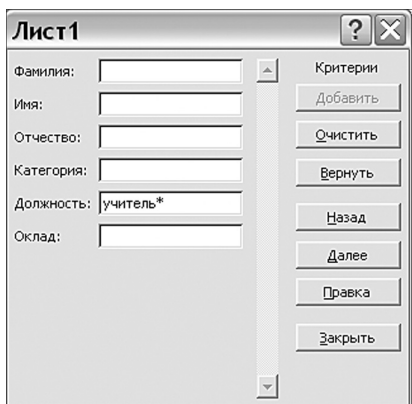 Лист1
Фамилия:
Имя:
Отчество:
Категория:
Должность: учитель*
Оклад:
Критерии
Добавить
Очистить
Вернуть
Назад
Далее
Правка
Закрыть